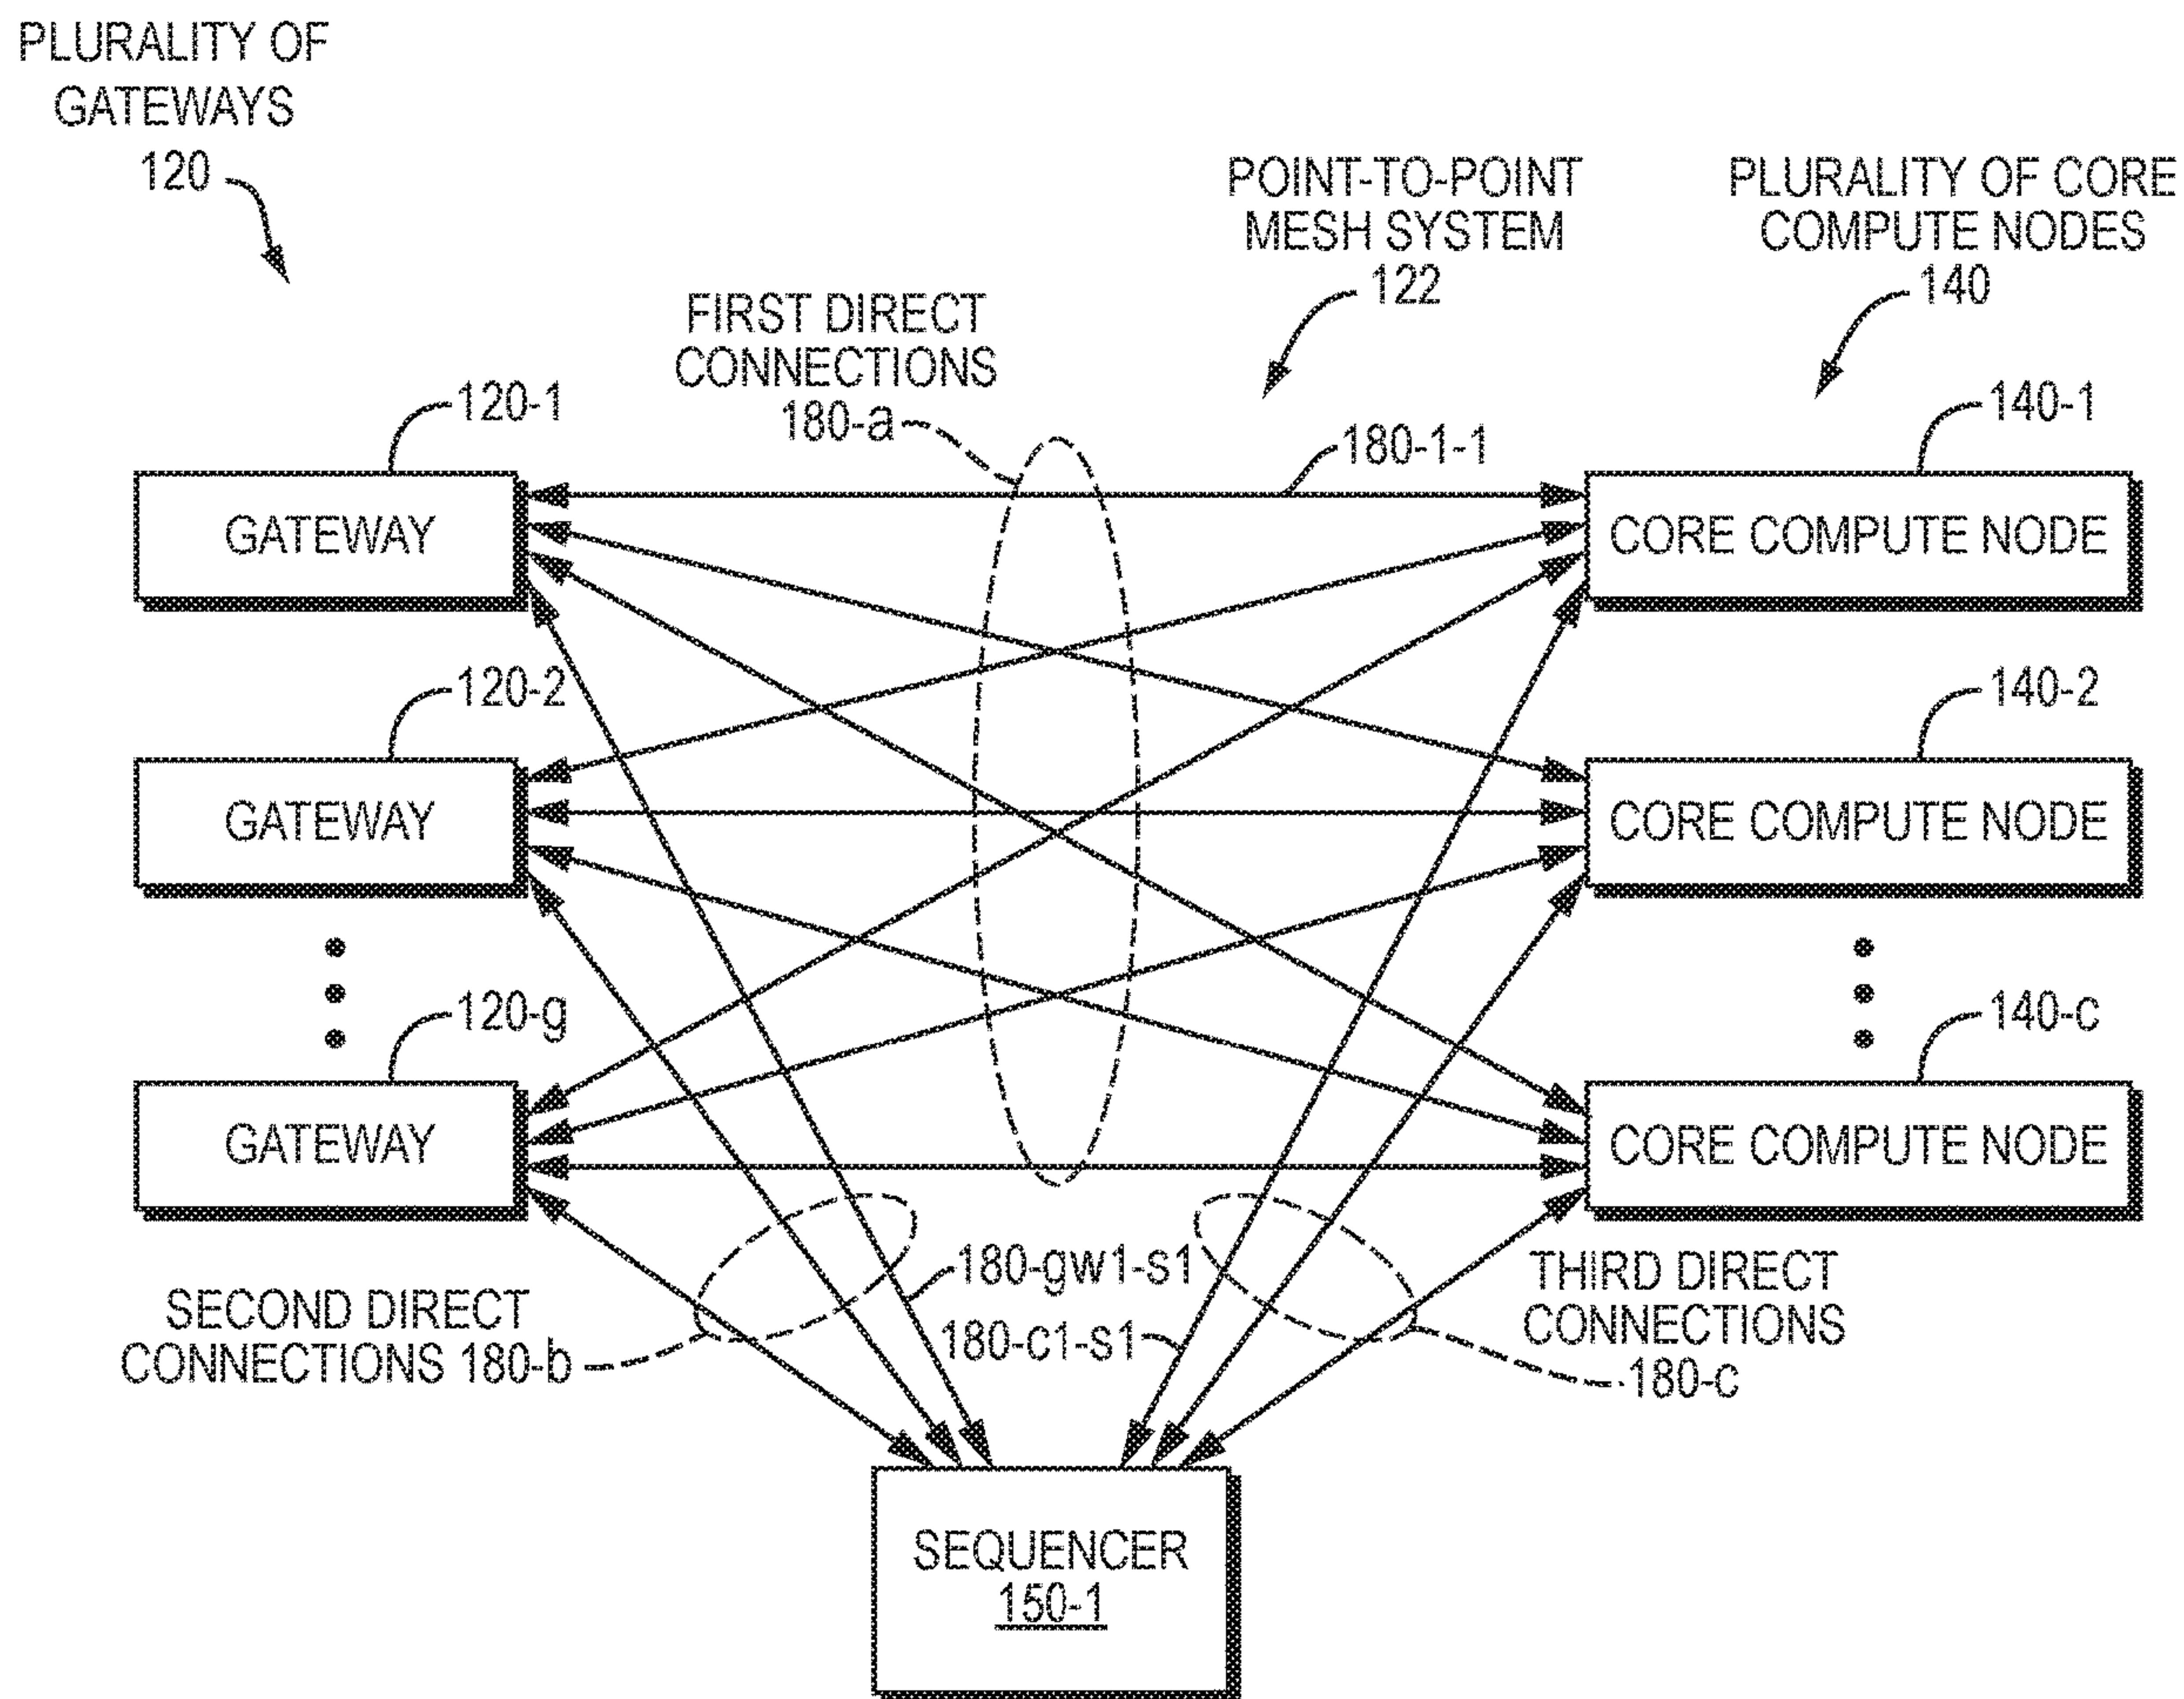 PLURALITY OF
GATEWAYS
120
POINT-TO-POINT
MESH SYSTEM
122
PLURALITY OF CORE
COMPUTE NODES
140
FIRST DIRECT
CONNECTIONS
180-a
120-1
180-1-1
140-1
GATEWAY
CORE COMPUTE NODE
120-2
140-2
GATEWAY
CORE COMPUTE NODE
120-g
140-c
GATEWAY
CORE COMPUTE NODE
SECOND DIRECT
CONNECTIONS 180-b
180-gw1-s1
180-c1-s1
THIRD DIRECT
CONNECTIONS
180-c
SEQUENCER
150-1